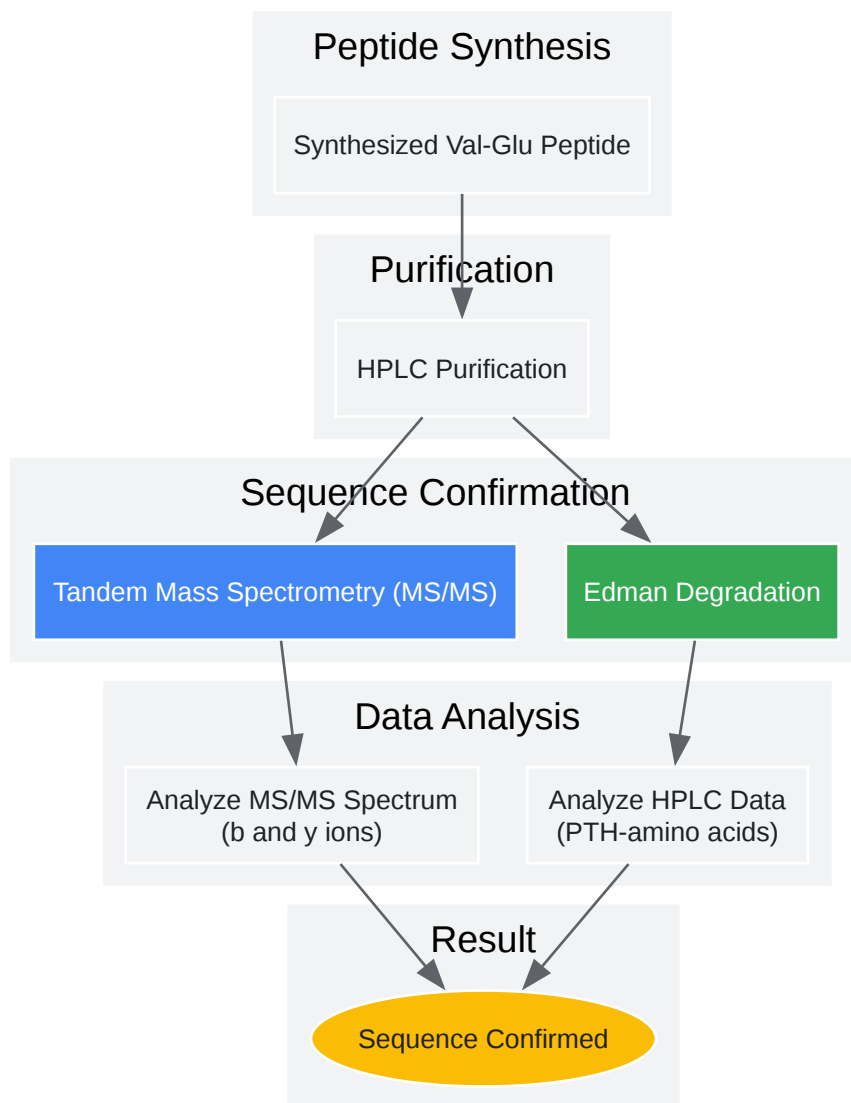 Peptide Synthesis
Synthesized Val-Glu Peptide
Purification
HPLC Purification
Sequence Confirmation
Tandem Mass Spectrometry (MS/MS)
Edman Degradation
Data Analysis
Analyze MS/MS Spectrum
(b and y ions)
Analyze HPLC Data
(PTH-amino acids)
Result
Sequence Confirmed